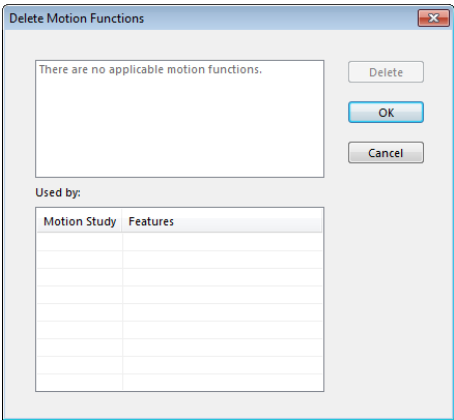 Delete Motion Functions
There are no applicable motion functions.
Delete
OK
Cancel
Used by:
Motion Study Features